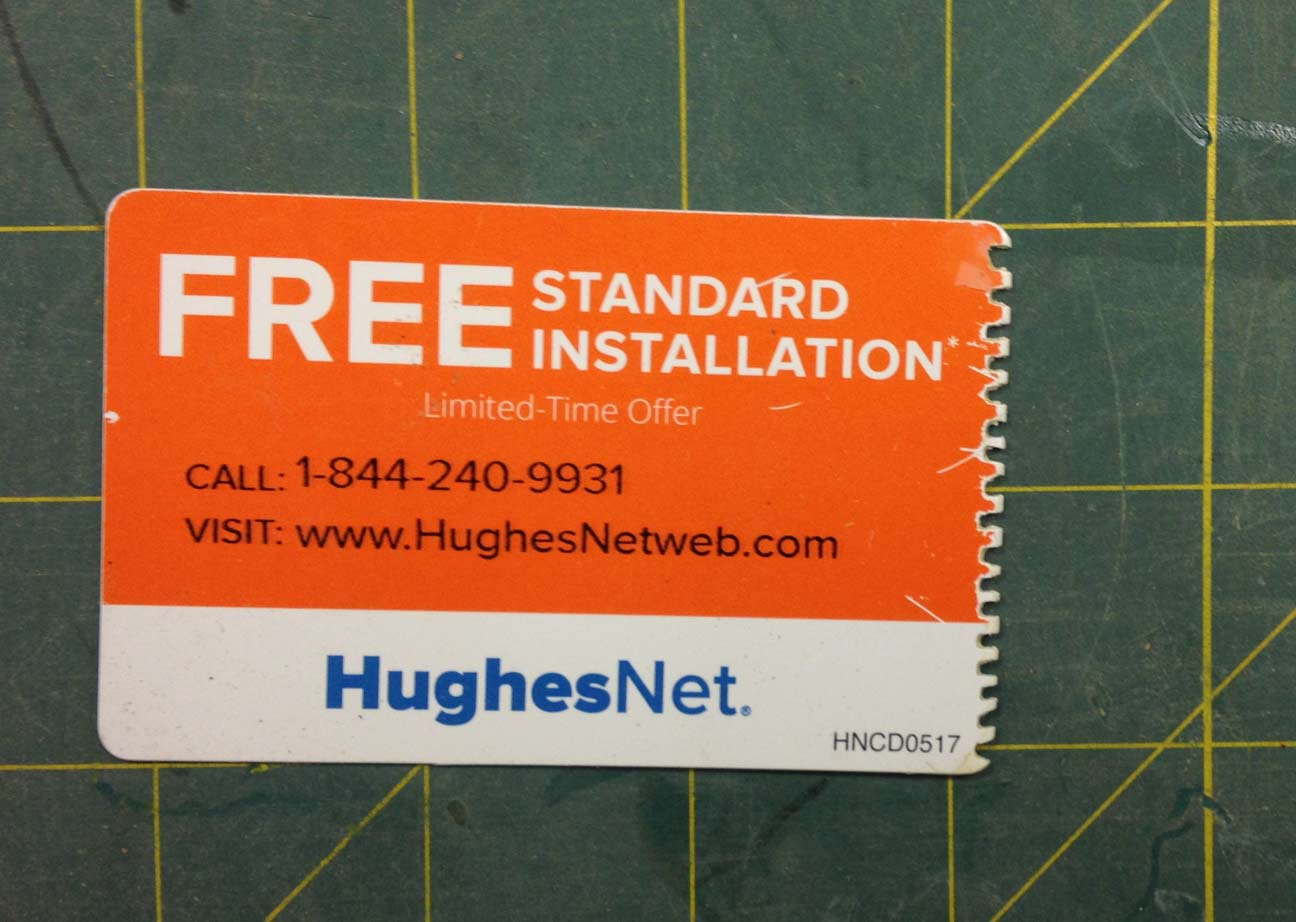 FREE STANDARD
INSTALLATION*
Limited-Time Offer
CALL: 1-844-240-9931
VISIT: www.HughesNetweb.com
HughesNet®
HNCD0517